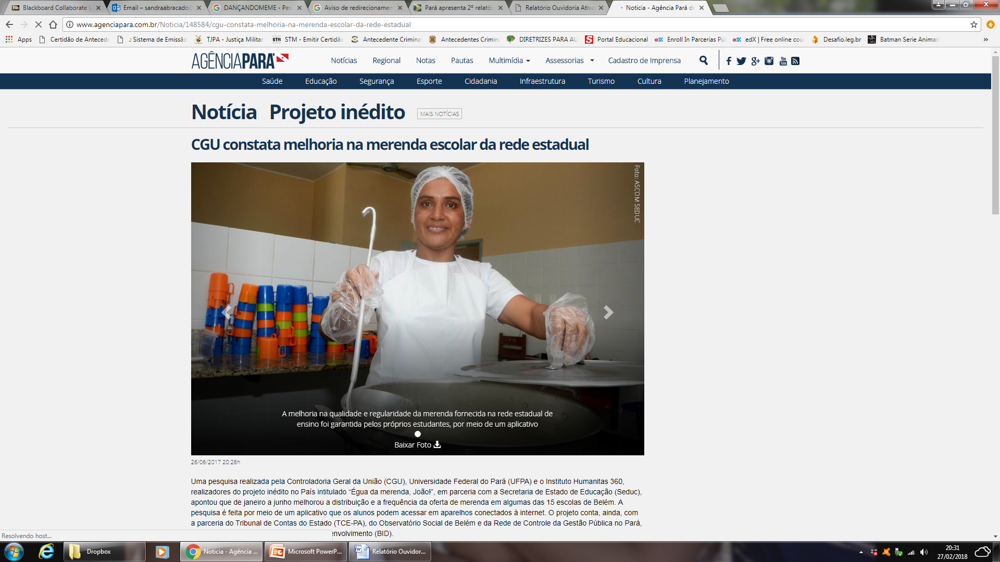 Blackboard Collaborate U
Email – sandraabracado@
DANÇANDOMEME - Pes
Aviso de redirecionamen
Pará apresenta 2º relatór
Relatório Ouvidoria Ativa
Noticia - Agência Pará de
www.agenciapara.com.br/Noticia/148584/cgu-constata-melhoria-na-merenda-escolar-da-rede-estadual
Apps
Certidão de Anteced
.: Sistema de Emissão
TJPA - Justiça Militar
STM - Emitir Certidão
Antecedente Crimina
Antecedentes Crimin
DIRETRIZES PARA AU
Portal Educacional
Enroll In Parcerias Púl
edX | Free online cou
Desafio.leg.br
Batman Serie Animad
AGÊNCIAPARÁ
Notícias Regional Notas Pautas Multimídia Assessorias Cadastro de Imprensa
Saúde Educação Segurança Esporte Cidadania Infraestrutura Turismo Cultura Planejamento
Notícia Projeto inédito MAIS NOTÍCIAS
CGU constata melhoria na merenda escolar da rede estadual
Foto: ASCOM SEDUC
A melhoria na qualidade e regularidade da merenda fornecida na rede estadual de
ensino foi garantida pelos próprios estudantes, por meio de um aplicativo
Baixar Foto
26/06/2017 20:26h
Uma pesquisa realizada pela Controladoria Geral da União (CGU), Universidade Federal do Pará (UFPA) e o Instituto Humanitas 360,
realizadores do projeto inédito no País intitulado “Égua da merenda, João!”, em parceria com a Secretaria de Estado de Educação (Seduc),
apontou que de janeiro a junho melhorou a distribuição e a frequência da oferta de merenda em algumas das 15 escolas de Belém. A
pesquisa é feita por meio de um aplicativo que os alunos podem acessar em aparelhos conectados à internet. O projeto conta, ainda, com
a parceria do Tribunal de Contas do Estado (TCE-PA), do Observatório Social de Belém e da Rede de Controle da Gestão Pública no Pará,
envolvimento (BID).
Resolvendo host...
Dropbox
Noticia - Agência ...
Microsoft PowerP...
Relatório Ouvidor...
20:31
27/02/2018